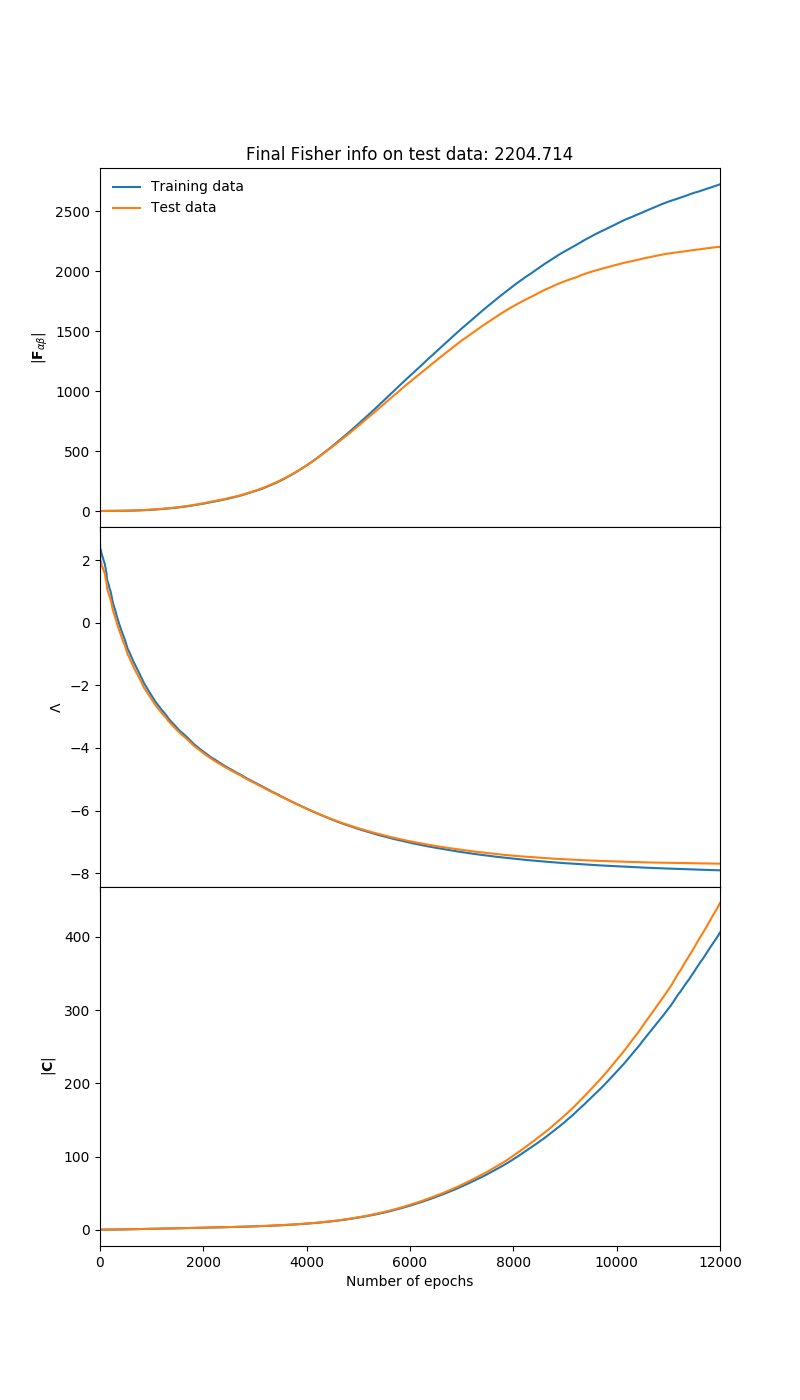 Final Fisher info on test data: 2204.714
Training data
Test data
2500
2000
1500
1000
500
0
|F_{αβ}|
2
0
−2
−4
−6
−8
Λ
400
300
200
100
0
|C|
0 2000 4000 6000 8000 10000 12000
Number of epochs